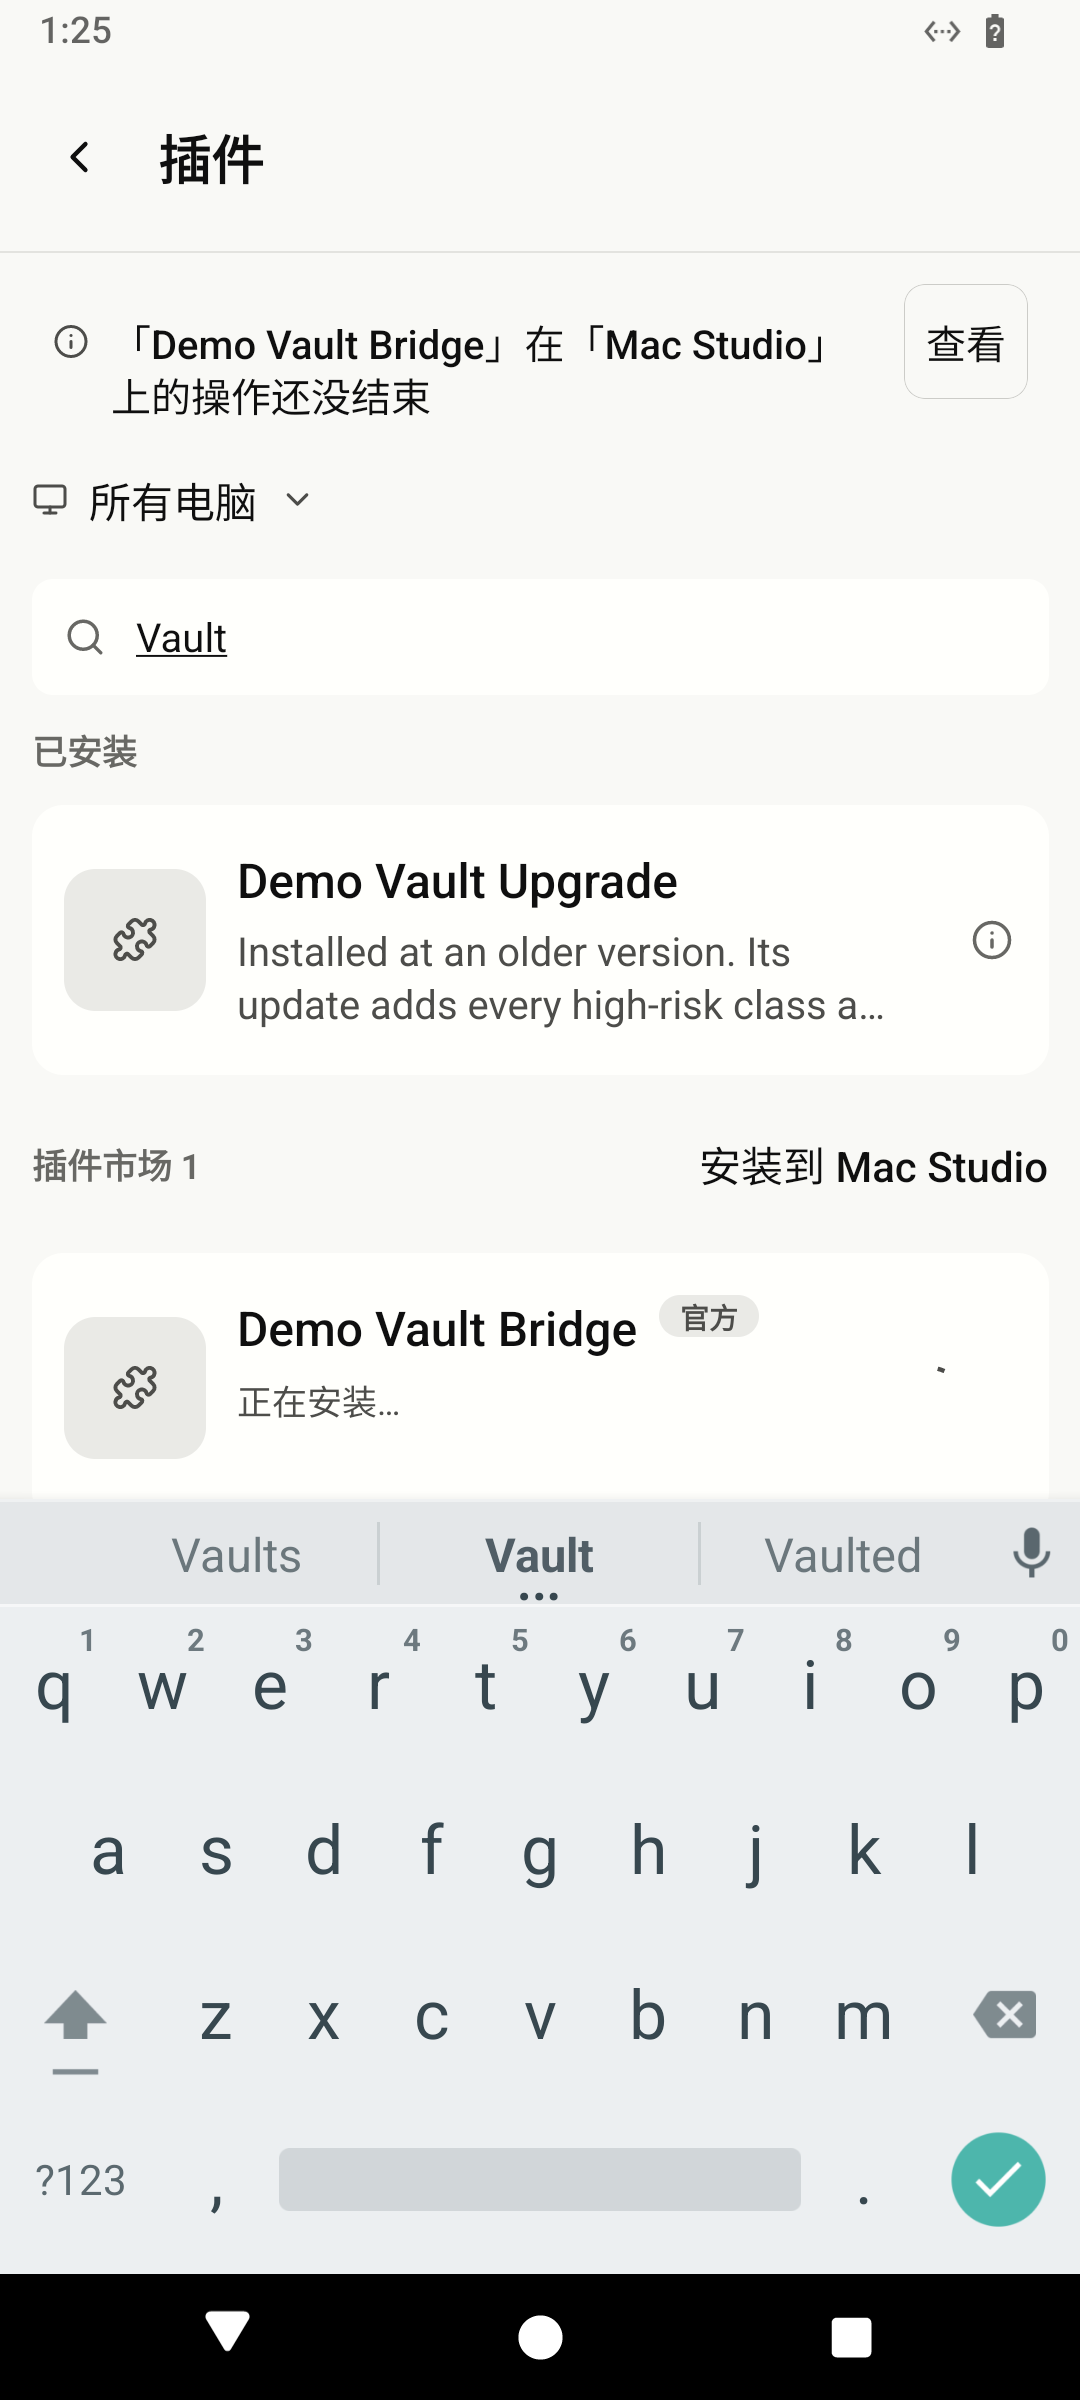 1:25
插件
「Demo Vault Bridge」在「Mac Studio」
上的操作还没结束
查看
所有电脑
Vault
已安装
Demo Vault Upgrade
Installed at an older version. Its
update adds every high-risk class a…
插件市场 1
安装到 Mac Studio
Demo Vault Bridge
官方
正在安装…
Vaults
Vault
Vaulted
1 2 3 4 5 6 7 8 9 0
q w e r t y u i o p
a s d f g h j k l
z x c v b n m
?123 , .